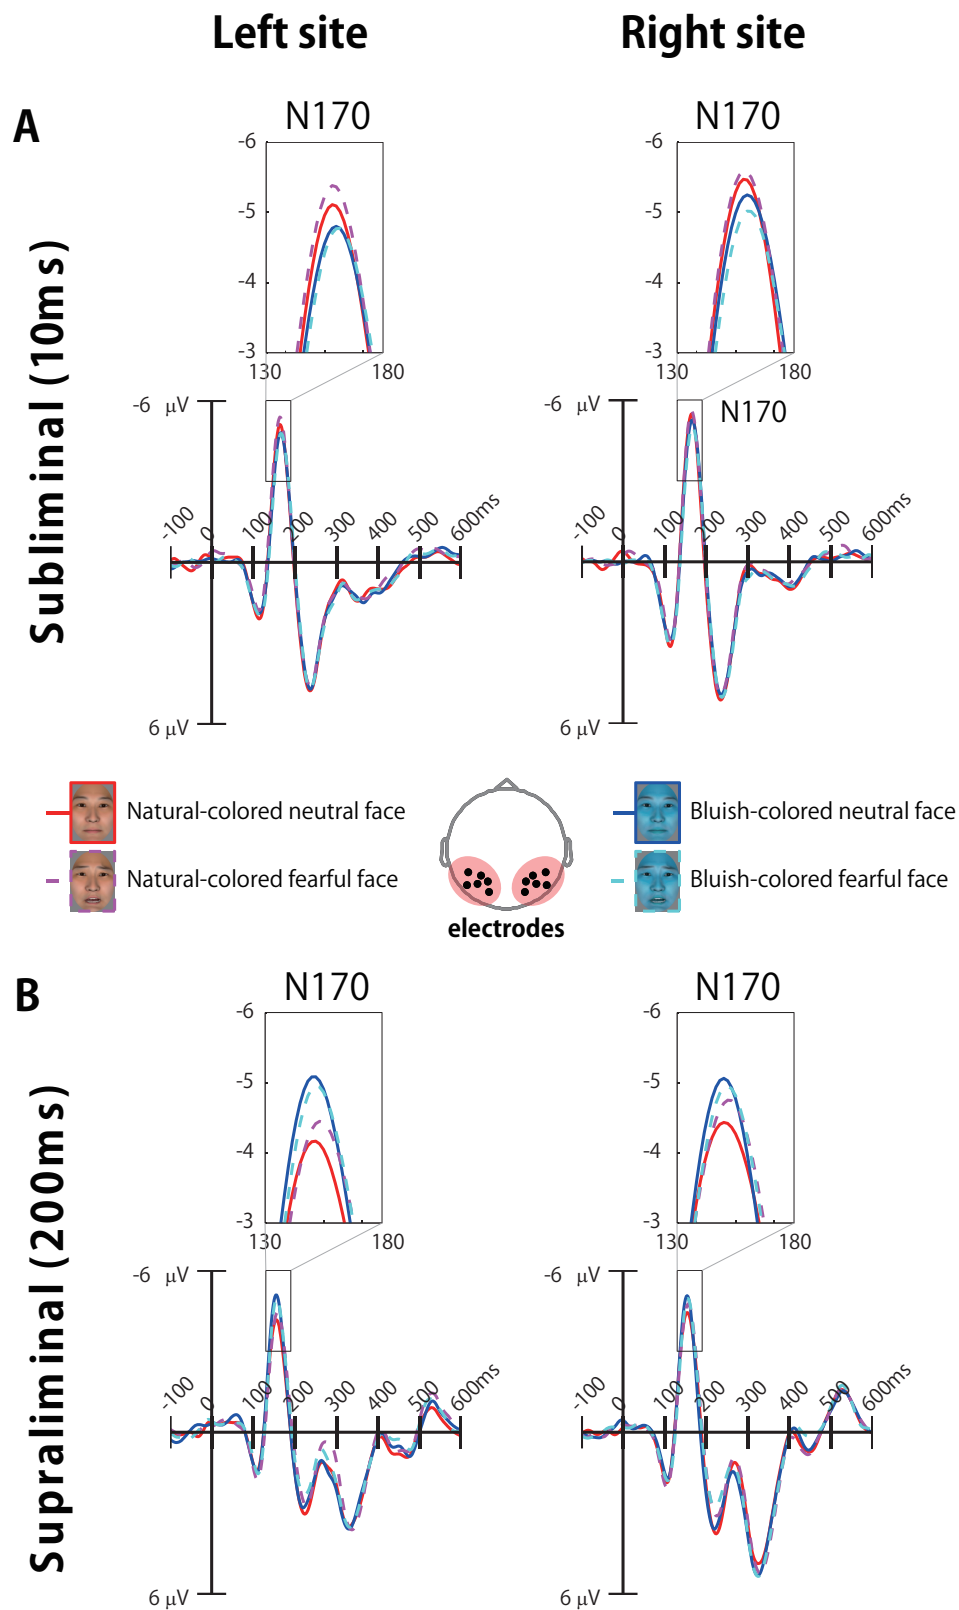 Left site
Right site
A
Subliminal (10ms)
N170
-6
-5
-4
-3
130
180
N170
-6
-5
-4
-3
130
180
-6 µV
-100
0
100
200
300
400
500
600ms
6 µV
-6 µV
N170
-100
0
100
200
300
400
500
600ms
6 µV
Natural-colored neutral face
Natural-colored fearful face
electrodes
Bluish-colored neutral face
Bluish-colored fearful face
B
Supraliminal (200ms)
N170
-6
-5
-4
-3
130
180
N170
-6
-5
-4
-3
130
180
-6 µV
-100
0
100
200
300
400
500
600ms
6 µV
-6 µV
-100
0
100
200
300
400
500
600ms
6 µV